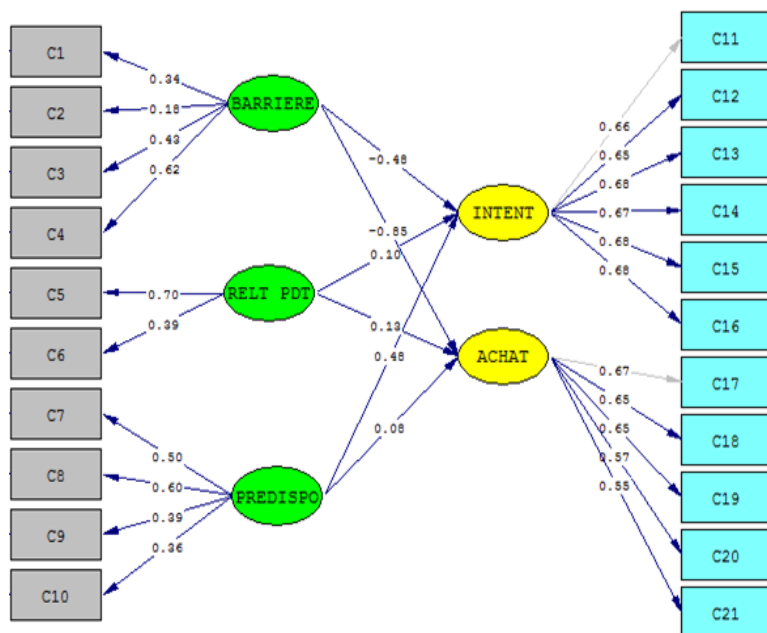 C1
C2
C3
C4
C5
C6
C7
C8
C9
C10
0.34
0.18
0.43
0.62
0.70
0.39
0.50
0.60
0.39
0.36
BARRIERE
RELT PDT
PREDISPO
-0.48
-0.85
0.10
0.13
0.48
0.08
INTENT
ACHAT
0.66
0.65
0.68
0.67
0.68
0.68
0.67
0.65
0.65
0.57
0.55
C11
C12
C13
C14
C15
C16
C17
C18
C19
C20
C21